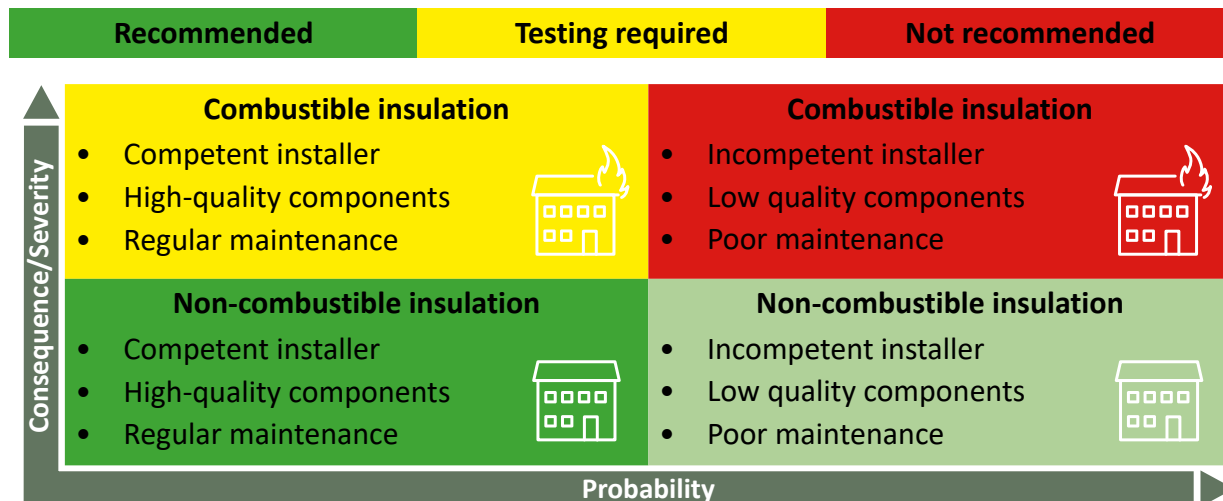 Recommended
Testing required
Not recommended
Consequence/Severity
Combustible insulation
• Competent installer
• High-quality components
• Regular maintenance
Combustible insulation
• Incompetent installer
• Low quality components
• Poor maintenance
Non-combustible insulation
• Competent installer
• High-quality components
• Regular maintenance
Non-combustible insulation
• Incompetent installer
• Low quality components
• Poor maintenance
Probability